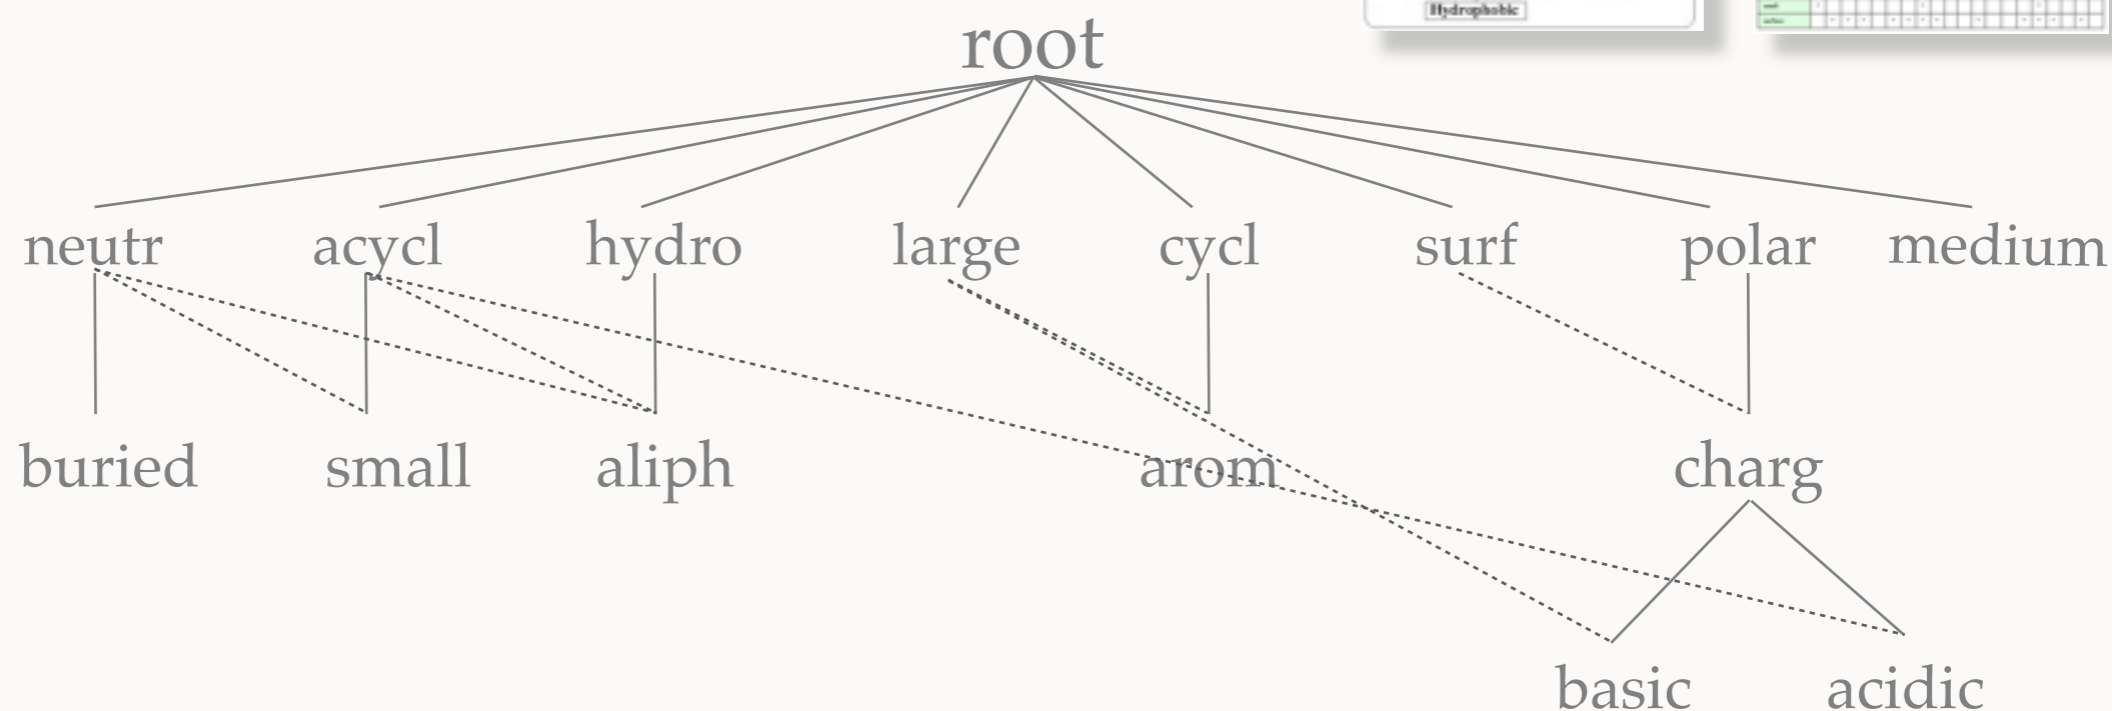 Hydrophobic
root
neutr acycl hydro large cycl surf polar medium
buried small aliph arom charg
basic acidic